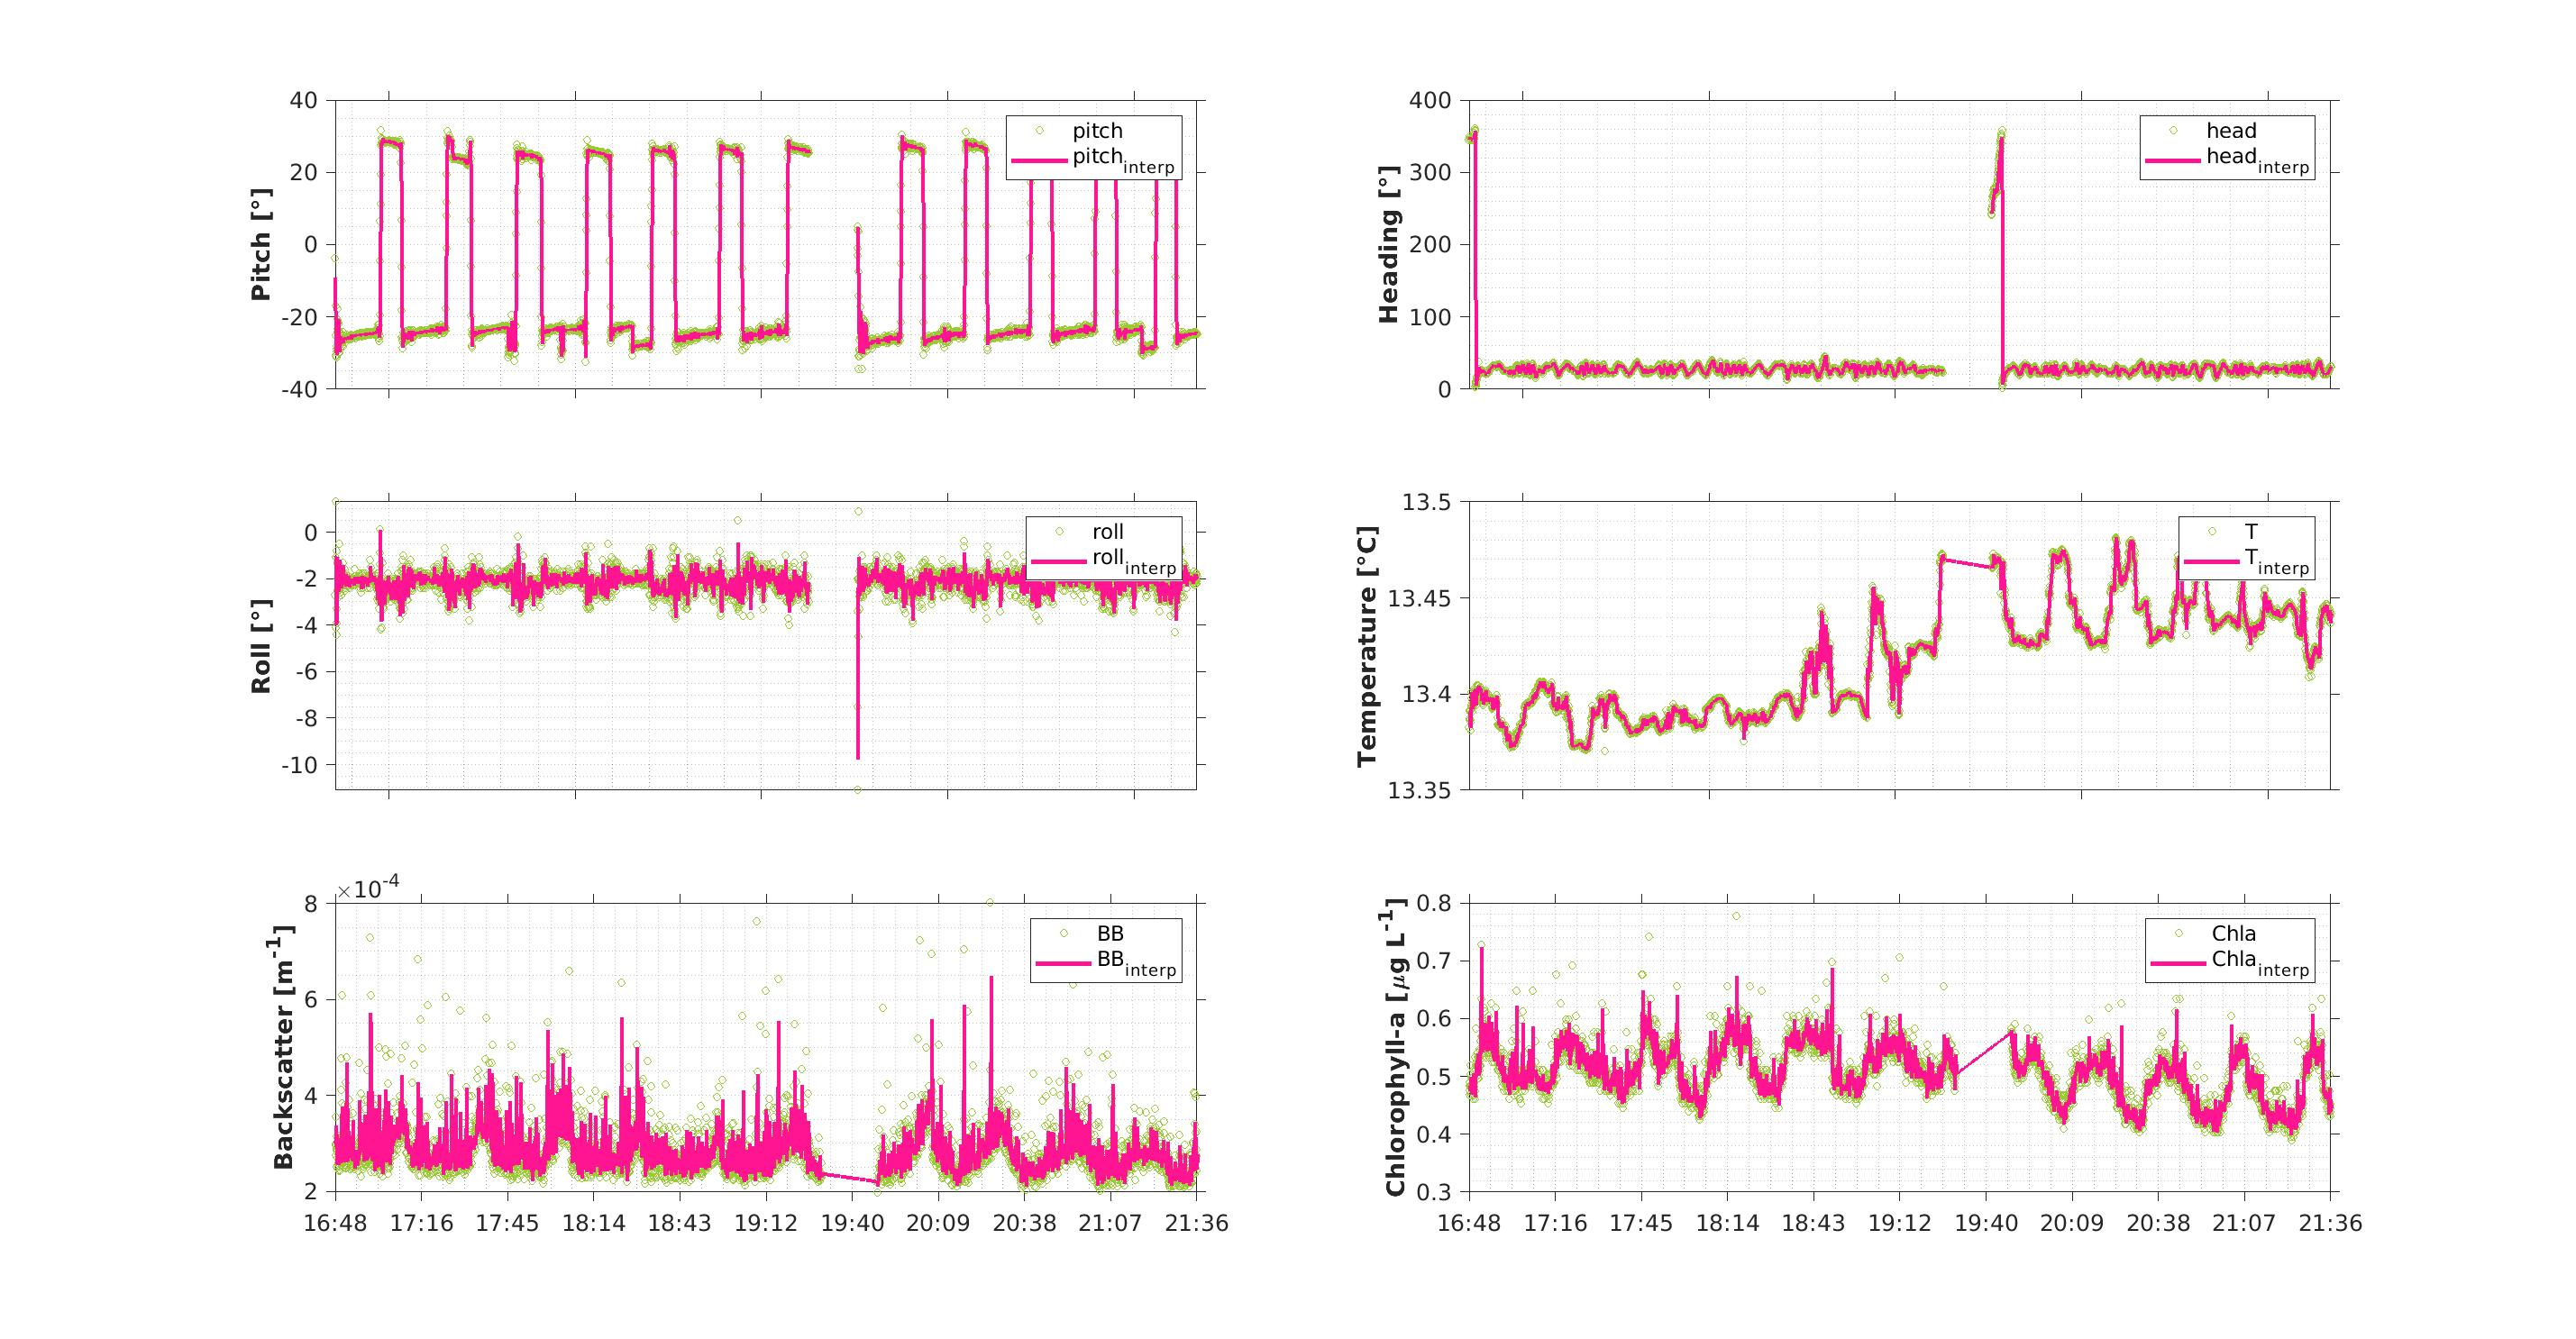 40
20
0
-20
-40
Pitch [°]
pitch
pitch_interp
400
300
200
100
0
Heading [°]
head
head_interp
0
-2
-4
-6
-8
-10
Roll [°]
roll
roll_interp
13.5
13.45
13.4
13.35
Temperature [°C]
T
T_interp
×10^-4
8
6
4
2
Backscatter [m^-1]
BB
BB_interp
16:48 17:16 17:45 18:14 18:43 19:12 19:40 20:09 20:38 21:07 21:36
0.8
0.7
0.6
0.5
0.4
0.3
Chlorophyll-a [μg L^-1]
Chla
Chla_interp
16:48 17:16 17:45 18:14 18:43 19:12 19:40 20:09 20:38 21:07 21:36